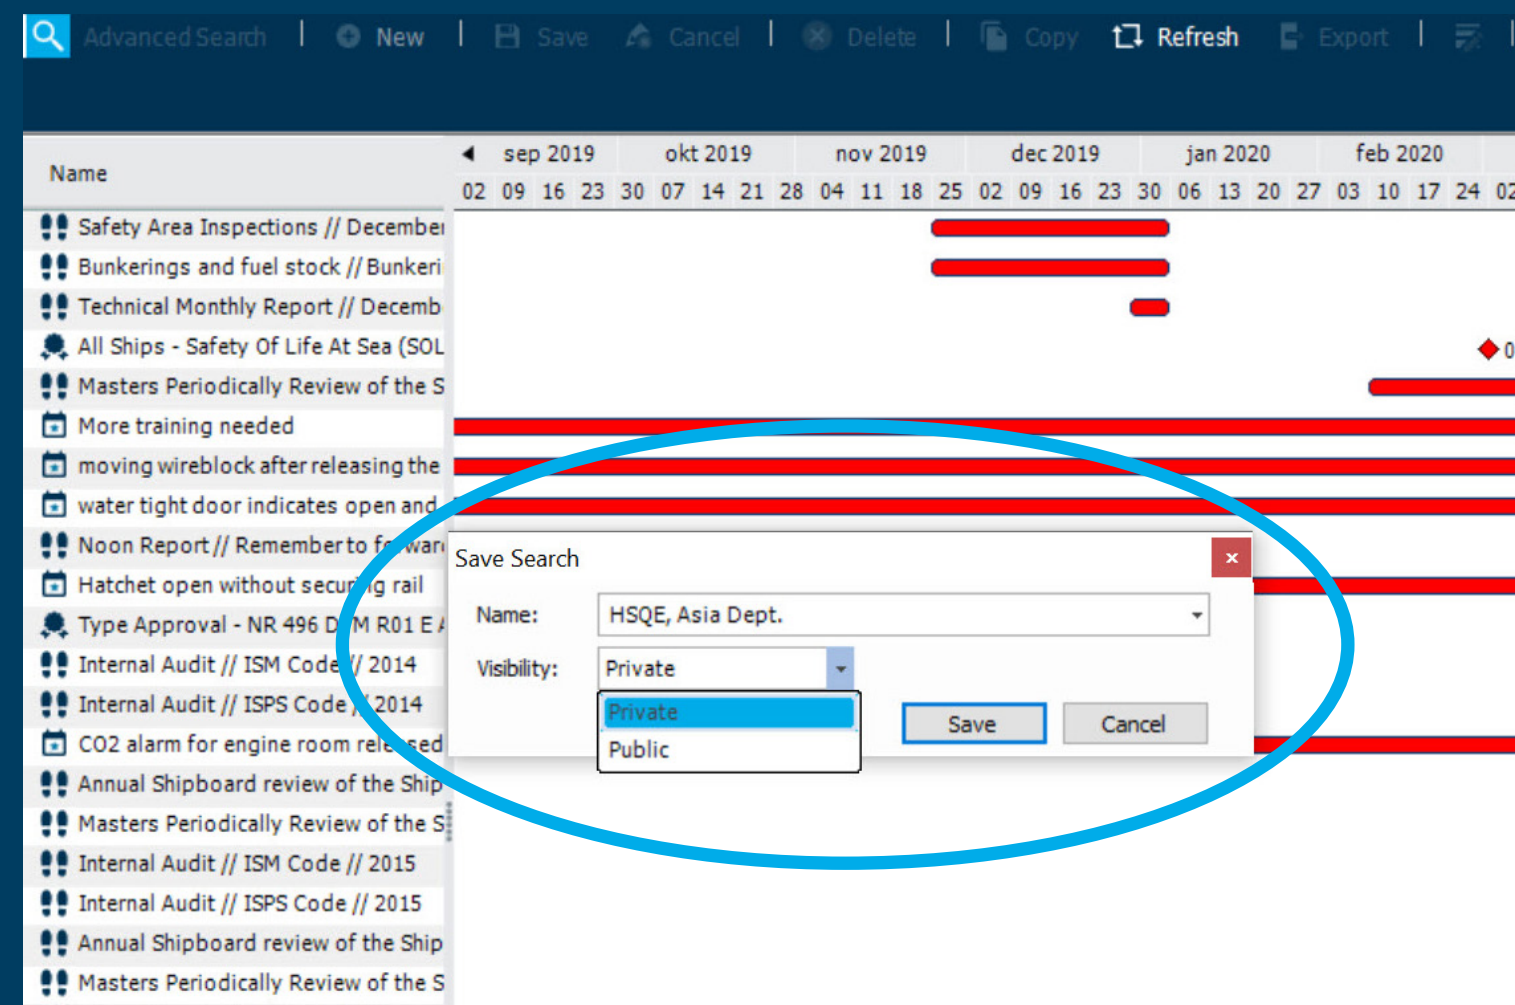 Advanced Search | New | Save Cancel | Delete | Copy Refresh Export | |
Name
sep 2019 okt 2019 nov 2019 dec 2019 jan 2020 feb 2020
02 09 16 23 30 07 14 21 28 04 11 18 25 02 09 16 23 30 06 13 20 27 03 10 17 24 02
Safety Area Inspections // December
Bunkerings and fuel stock // Bunkeri
Technical Monthly Report // Decemb
All Ships - Safety Of Life At Sea (SOL
0
Masters Periodically Review of the S
More training needed
moving wireblock after releasing the
water tight door indicates open and
Noon Report // Remember to forward
Hatchet open without securing rail
Type Approval - NR 496 D M R01 E A
Internal Audit // ISM Code // 2014
Internal Audit // ISPS Code // 2014
CO2 alarm for engine room released
Annual Shipboard review of the Ship
Masters Periodically Review of the S
Internal Audit // ISM Code // 2015
Internal Audit // ISPS Code // 2015
Annual Shipboard review of the Ship
Masters Periodically Review of the S
Save Search
Name: HSQE, Asia Dept.
Visibility: Private
Private
Public
Save Cancel